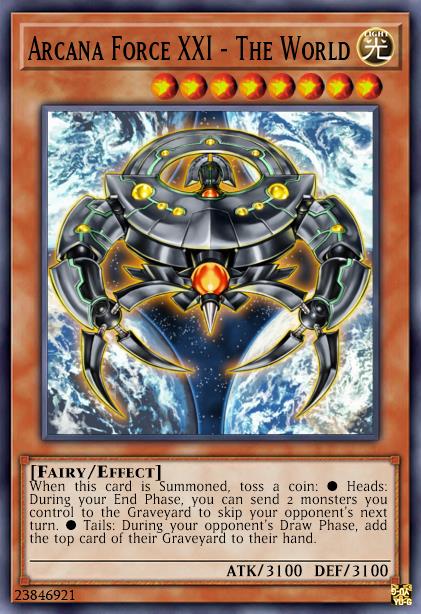 ARCANA FORCE XXI - THE WORLD
LIGHT
光
[FAIRY/EFFECT]
When this card is Summoned, toss a coin: ● Heads:
During your End Phase, you can send 2 monsters you
control to the Graveyard to skip your opponent's next
turn. ● Tails: During your opponent's Draw Phase, add
the top card of their Graveyard to their hand.
ATK/3100 DEF/3100
23846921